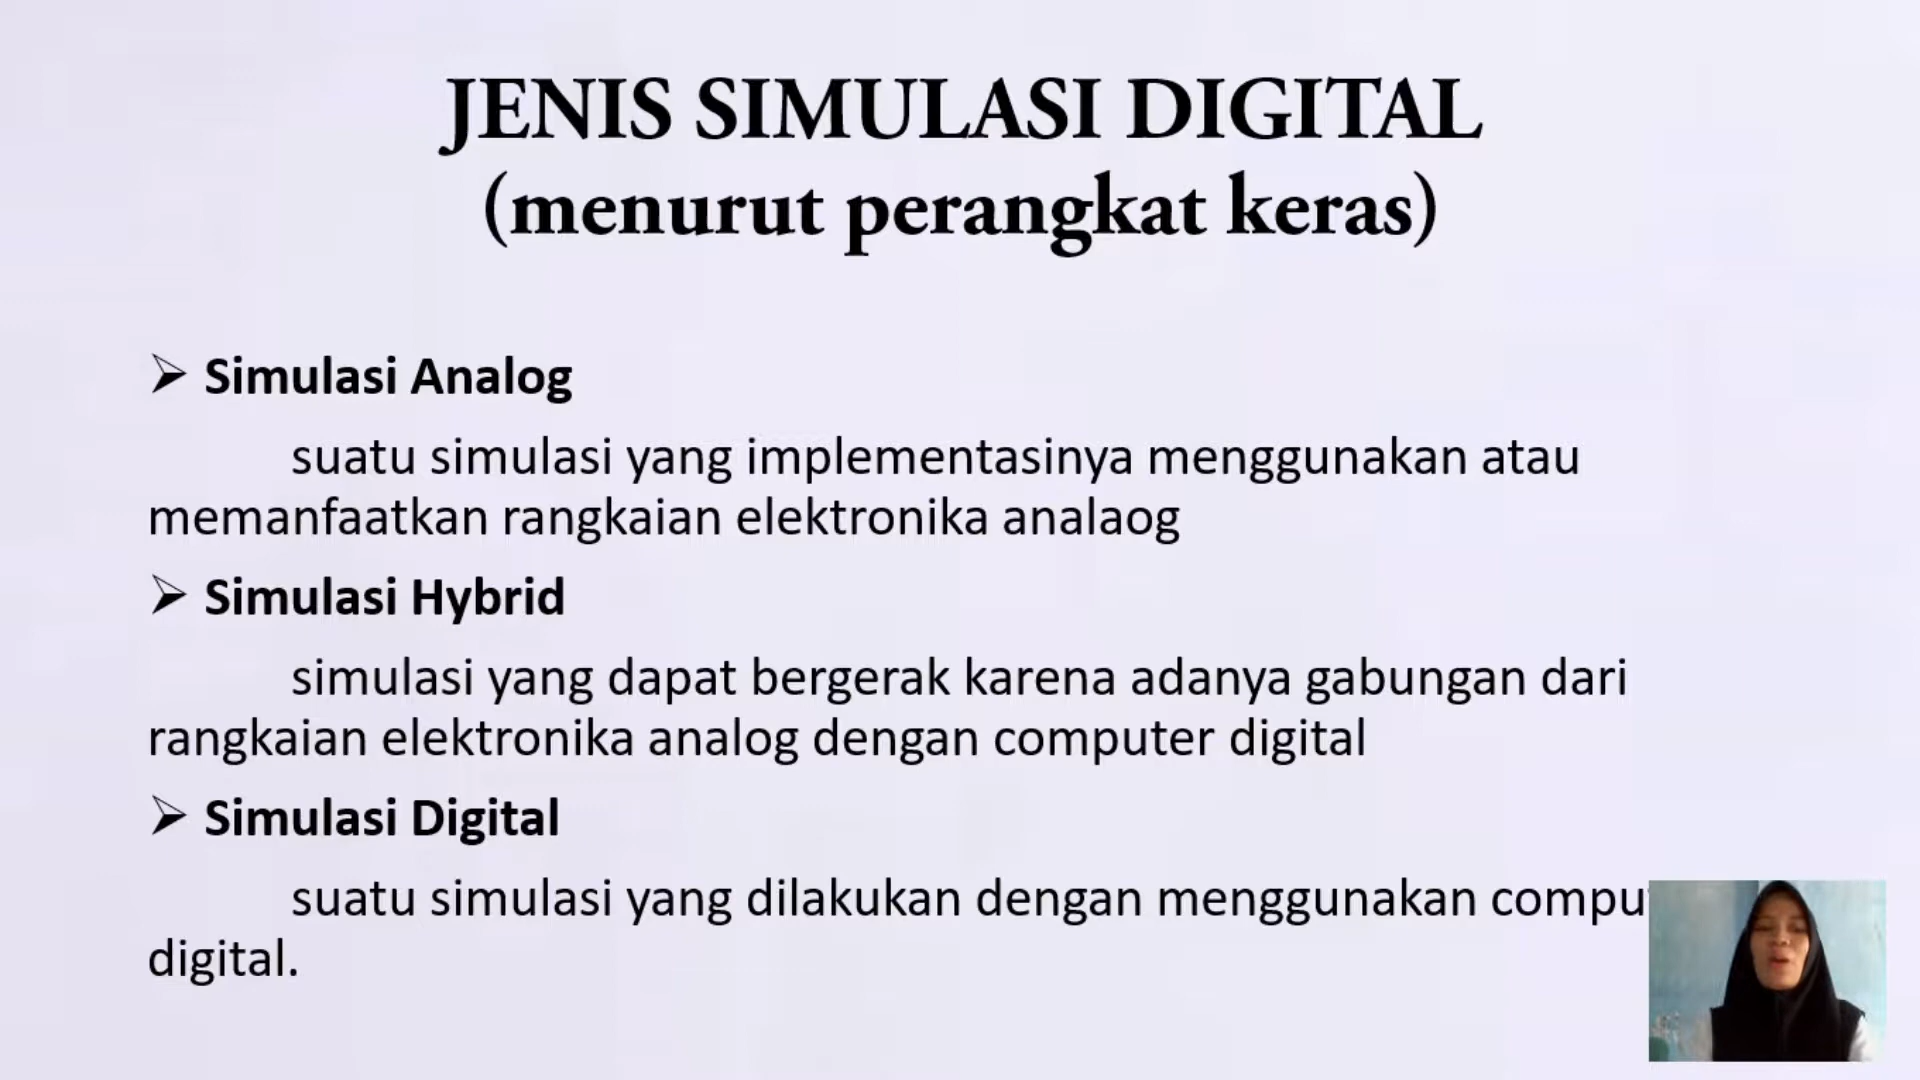 JENIS SIMULASI DIGITAL
(menurut perangkat keras)
➢ Simulasi Analog
suatu simulasi yang implementasinya menggunakan atau
memanfaatkan rangkaian elektronika analaog
➢ Simulasi Hybrid
simulasi yang dapat bergerak karena adanya gabungan dari
rangkaian elektronika analog dengan computer digital
➢ Simulasi Digital
suatu simulasi yang dilakukan dengan menggunakan
digital.